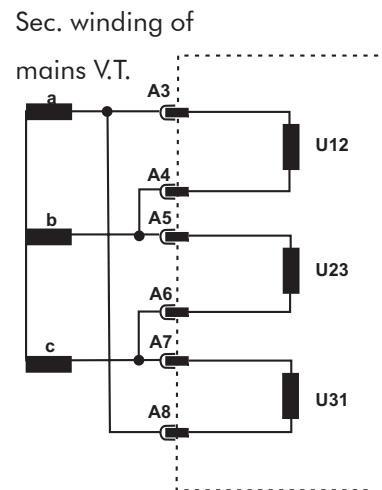 Sec. winding of
mains V.T.
a
A3
U12
A4
A5
b
U23
A6
A7
c
U31
A8